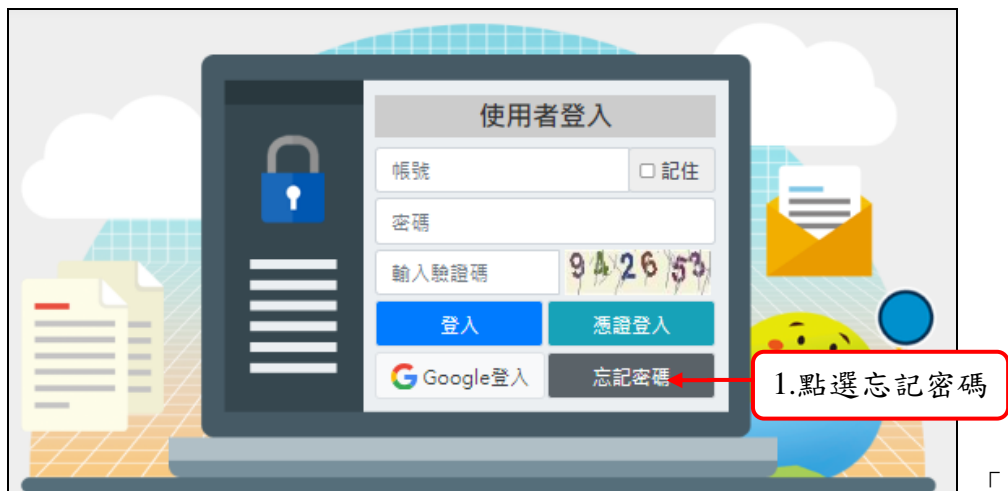 使用者登入
帳號 記住
密碼
輸入驗證碼 942653
登入 憑證登入
Google登入 忘記密碼
1.點選忘記密碼
「